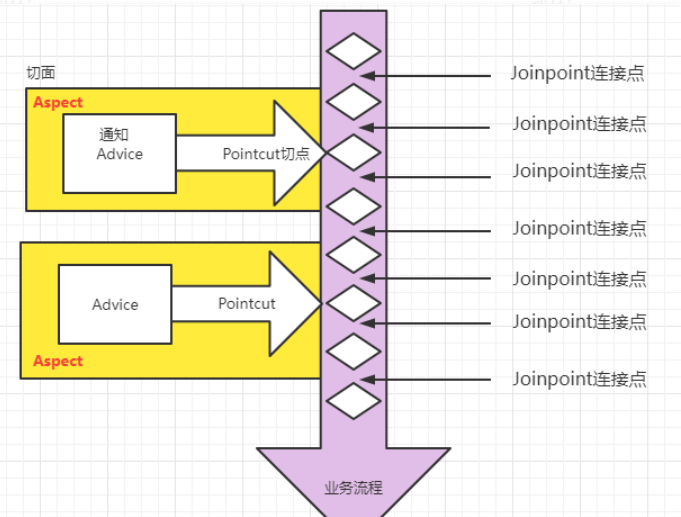 切面
Aspect
通知
Advice
Pointcut切点
Joinpoint连接点
Joinpoint连接点
Joinpoint连接点
Joinpoint连接点
Joinpoint连接点
Joinpoint连接点
Joinpoint连接点
Advice
Pointcut
Aspect
业务流程